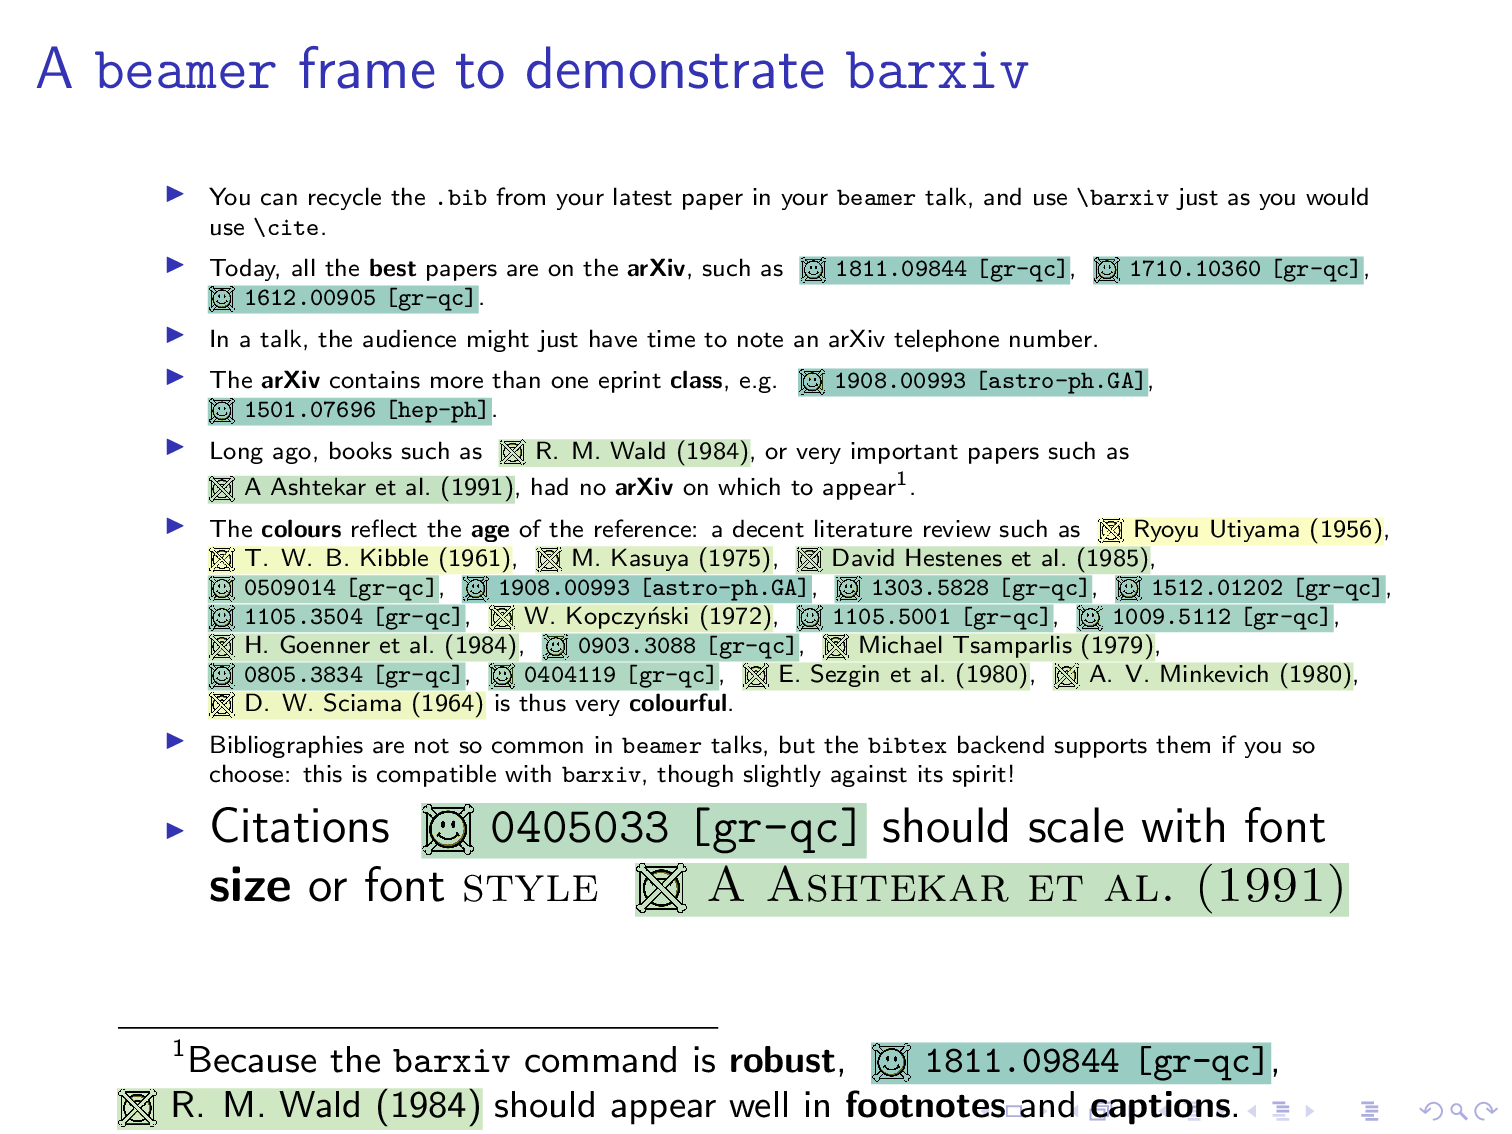 A beamer frame to demonstrate barxiv
You can recycle the .bib from your latest paper in your beamer talk, and use \barxiv just as you would
use \cite.
Today, all the best papers are on the arXiv, such as 1811.09844 [gr-qc], 1710.10360 [gr-qc],
1612.00905 [gr-qc].
In a talk, the audience might just have time to note an arXiv telephone number.
The arXiv contains more than one eprint class, e.g. 1908.00993 [astro-ph.GA],
1501.07696 [hep-ph].
Long ago, books such as R. M. Wald (1984), or very important papers such as
A Ashtekar et al. (1991), had no arXiv on which to appear1.
The colours reflect the age of the reference: a decent literature review such as Ryoyu Utiyama (1956),
T. W. B. Kibble (1961), M. Kasuya (1975), David Hestenes et al. (1985),
0509014 [gr-qc], 1908.00993 [astro-ph.GA], 1303.5828 [gr-qc], 1512.01202 [gr-qc],
1105.3504 [gr-qc], W. Kopczyński (1972), 1105.5001 [gr-qc], 1009.5112 [gr-qc],
H. Goenner et al. (1984), 0903.3088 [gr-qc], Michael Tsamparlis (1979),
0805.3834 [gr-qc], 0404119 [gr-qc], E. Sezgin et al. (1980), A. V. Minkevich (1980),
D. W. Sciama (1964) is thus very colourful.
Bibliographies are not so common in beamer talks, but the bibtex backend supports them if you so
choose: this is compatible with barxiv, though slightly against its spirit!
Citations 0405033 [gr-qc] should scale with font
size or font STYLE A ASHTEKAR ET AL. (1991)
1Because the barxiv command is robust, 1811.09844 [gr-qc],
R. M. Wald (1984) should appear well in footnotes and captions.